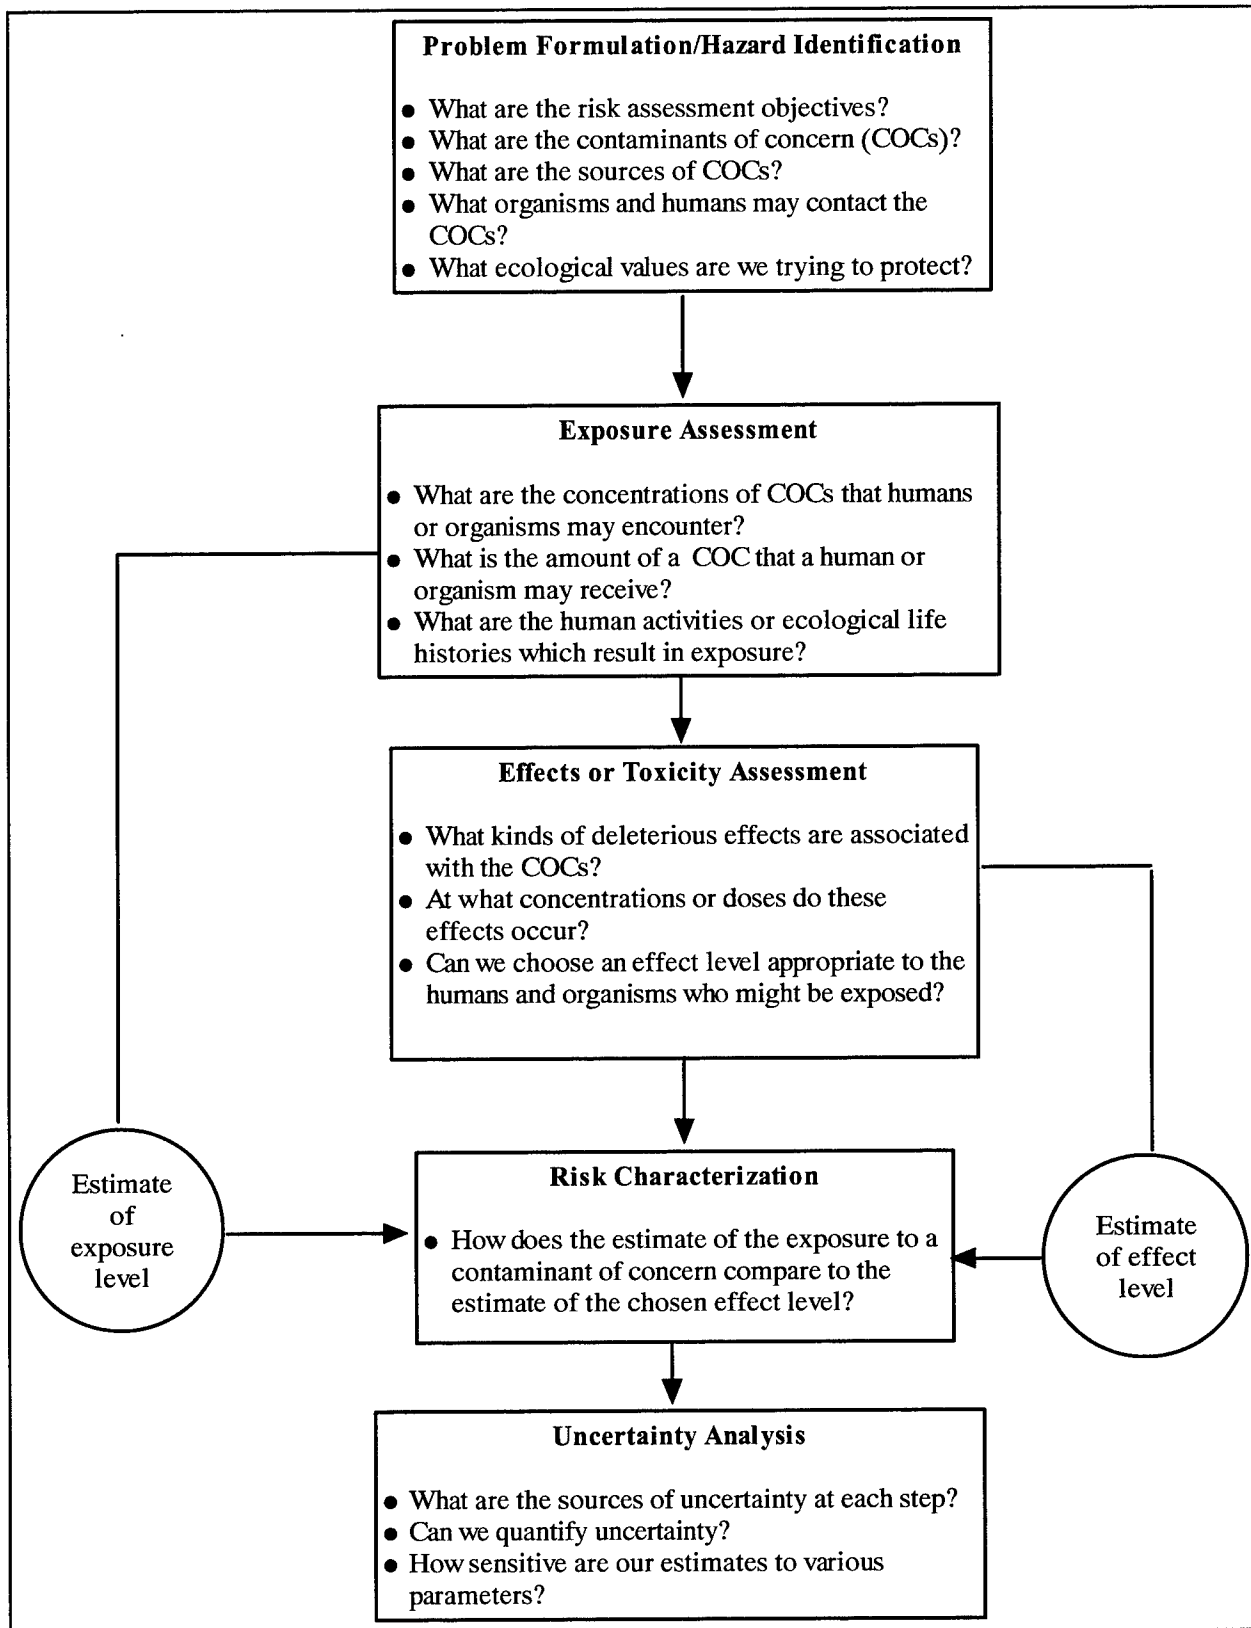 Problem Formulation/Hazard Identification
● What are the risk assessment objectives?
● What are the contaminants of concern (COCs)?
● What are the sources of COCs?
● What organisms and humans may contact the
COCs?
● What ecological values are we trying to protect?
Exposure Assessment
● What are the concentrations of COCs that humans
or organisms may encounter?
● What is the amount of a COC that a human or
organism may receive?
● What are the human activities or ecological life
histories which result in exposure?
Effects or Toxicity Assessment
● What kinds of deleterious effects are associated
with the COCs?
● At what concentrations or doses do these
effects occur?
● Can we choose an effect level appropriate to the
humans and organisms who might be exposed?
Estimate
of
exposure
level
Risk Characterization
● How does the estimate of the exposure to a
contaminant of concern compare to the
estimate of the chosen effect level?
Estimate
of effect
level
Uncertainty Analysis
● What are the sources of uncertainty at each step?
● Can we quantify uncertainty?
● How sensitive are our estimates to various
parameters?